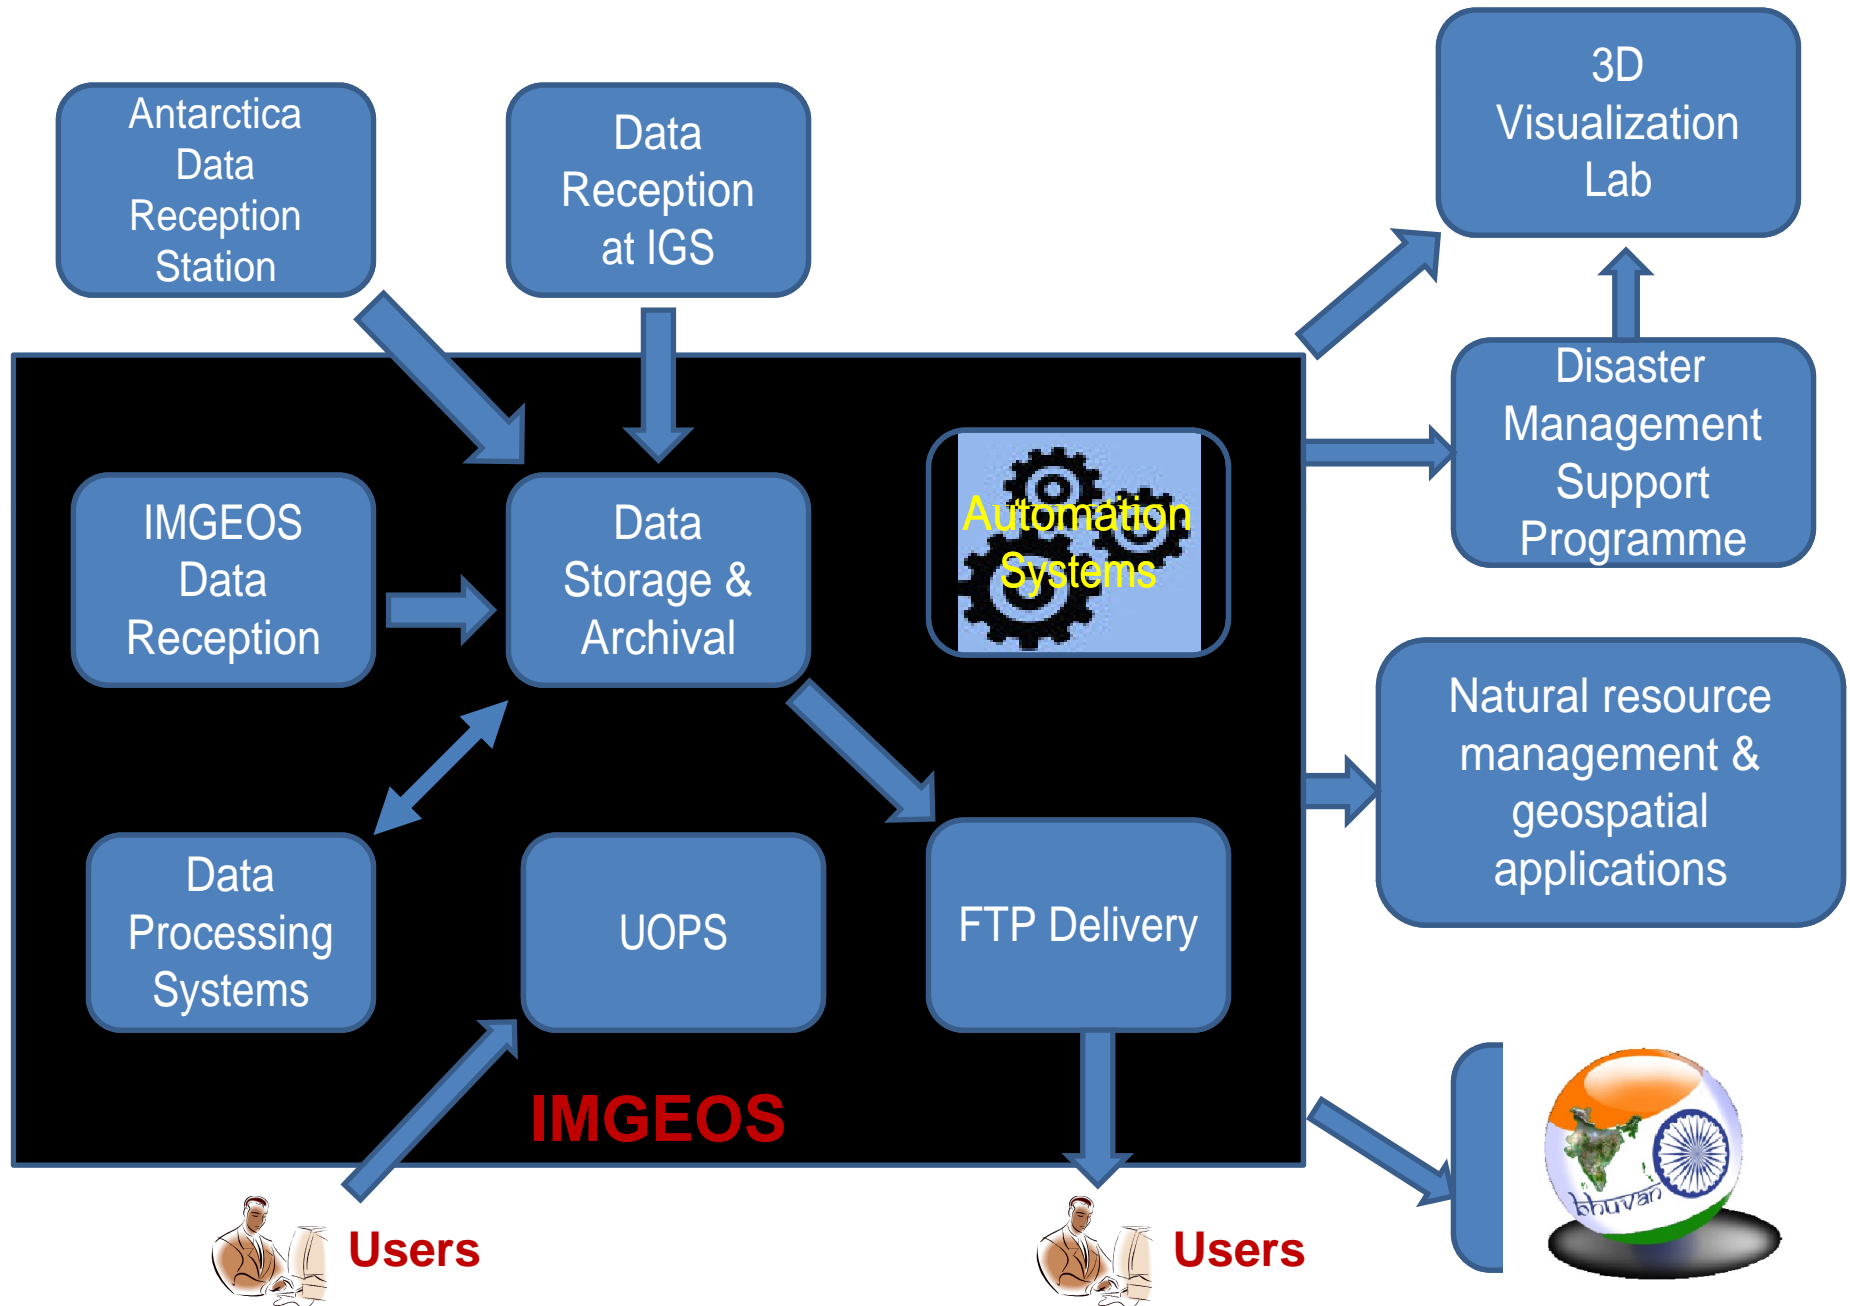 Antarctica
Data
Reception
Station
Data
Reception
at IGS
3D
Visualization
Lab
Disaster
Management
Support
Programme
IMGEOS
Data
Reception
Data
Storage &
Archival
Automation
Systems
Natural resource
management &
geospatial
applications
Data
Processing
Systems
UOPS
FTP Delivery
IMGEOS
bhuvan
Users
Users